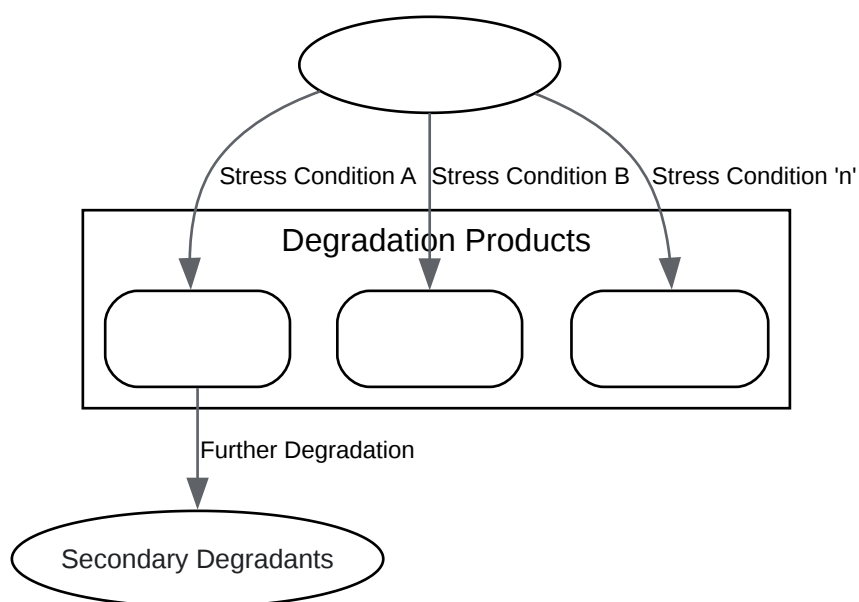 Stress Condition A
Stress Condition B
Stress Condition 'n'
Degradation Products
Further Degradation
Secondary Degradants